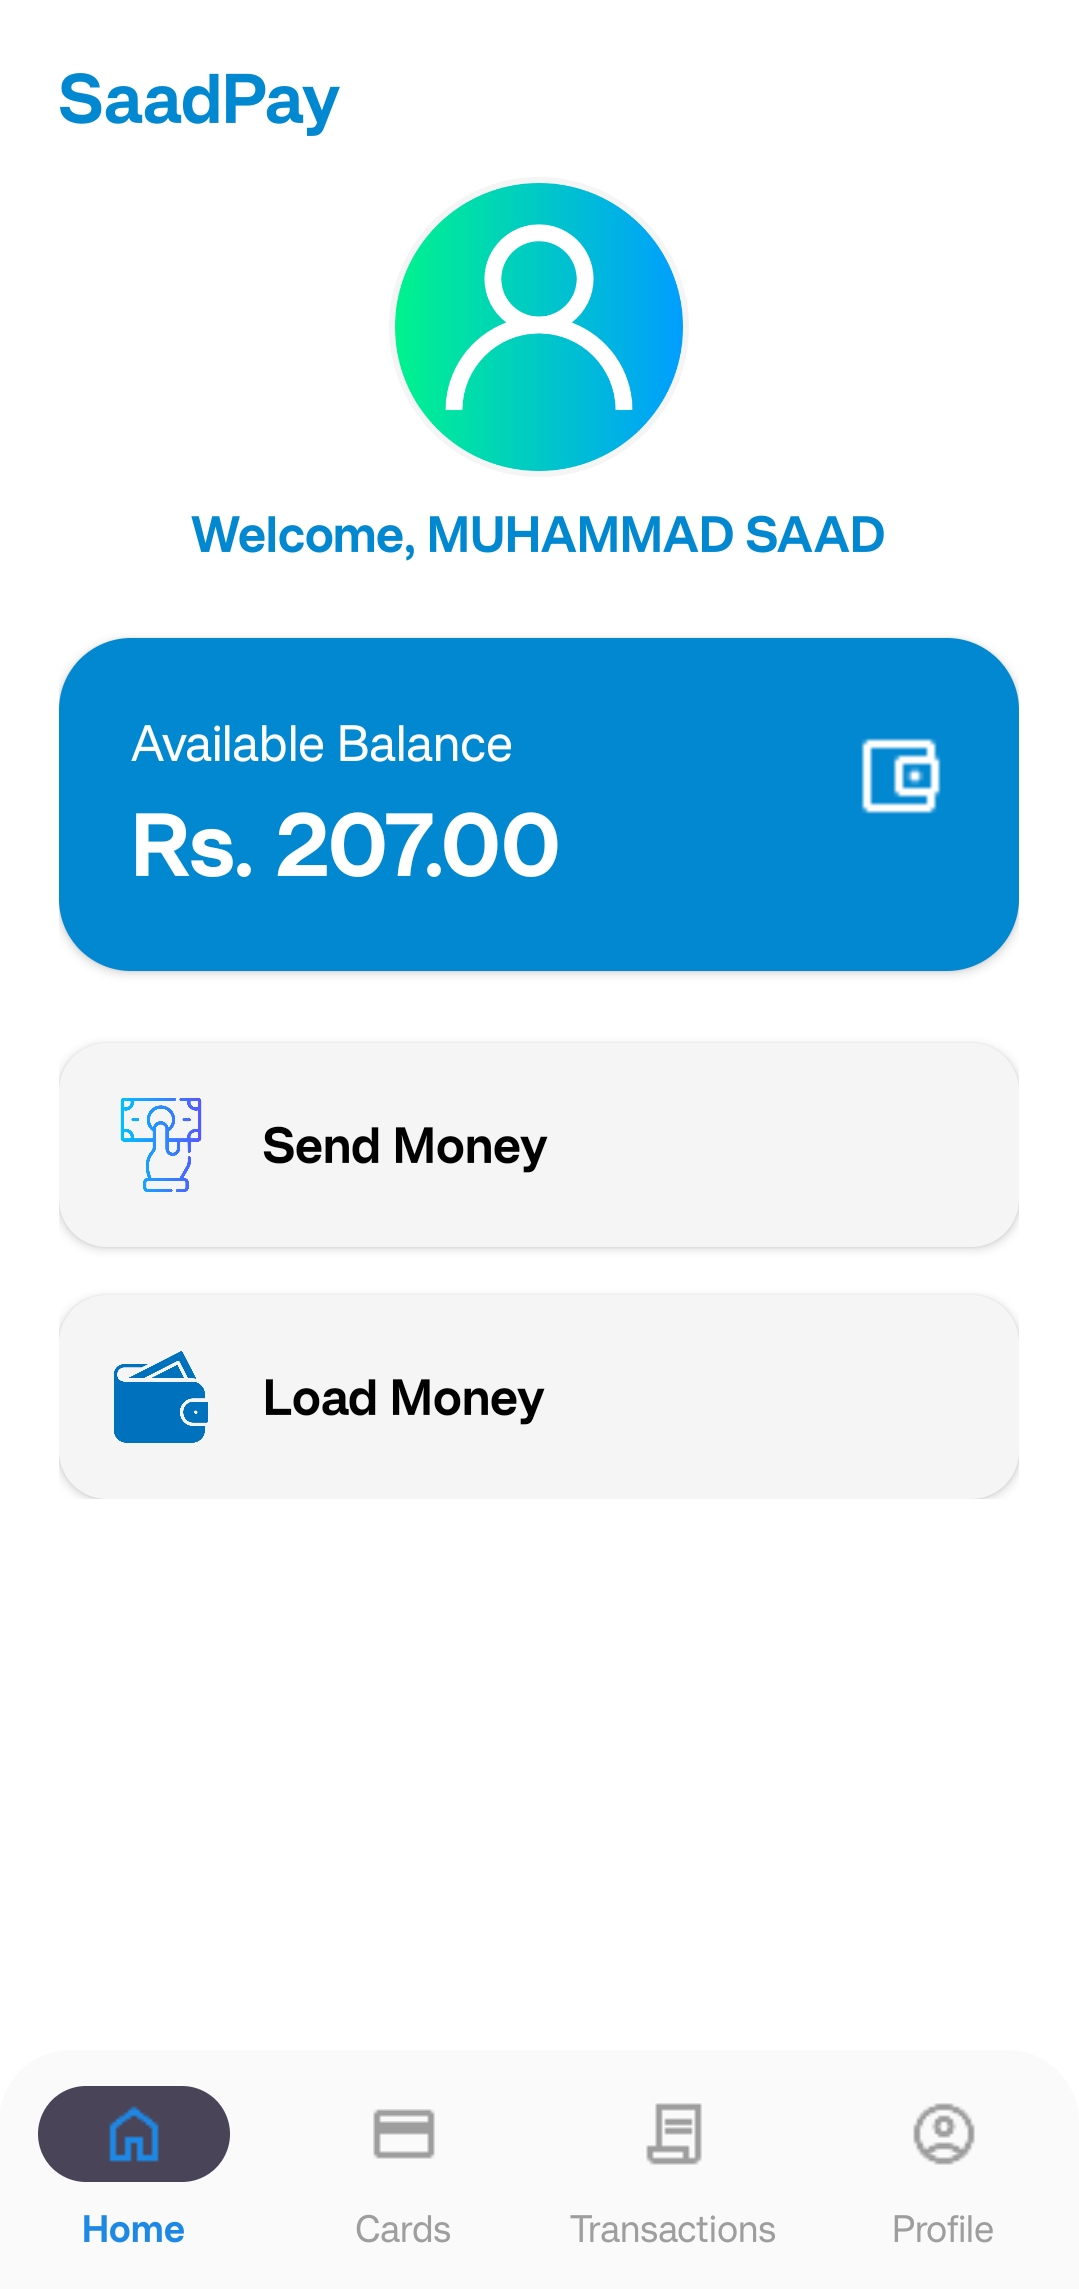 SaadPay
Welcome, MUHAMMAD SAAD
Available Balance
Rs. 207.00
Send Money
Load Money
Home
Cards
Transactions
Profile